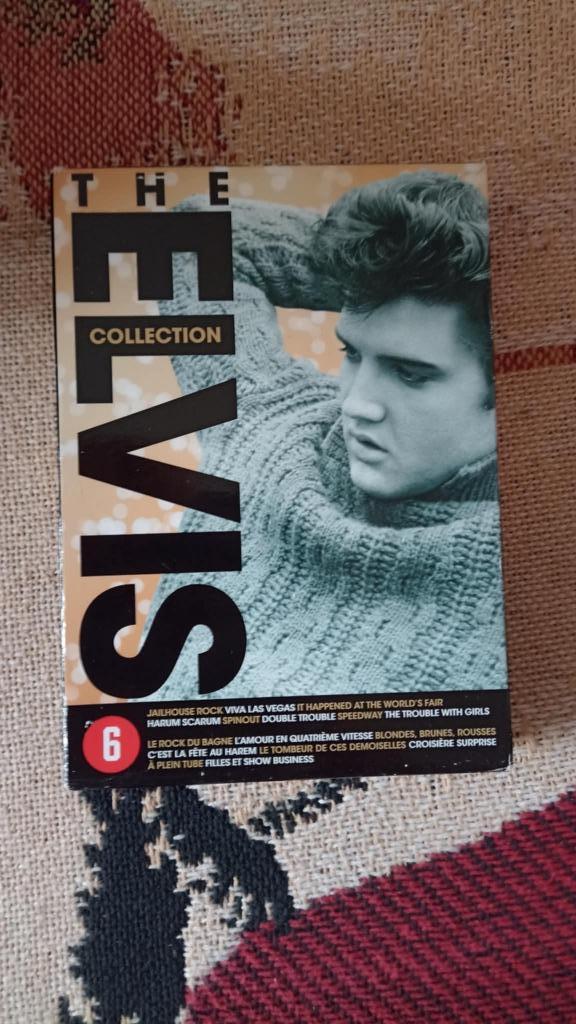 THE
ELVIS
COLLECTION
JAILHOUSE ROCK VIVA LAS VEGAS IT HAPPENED AT THE WORLD'S FAIR
HARUM SCARUM SPINOUT DOUBLE TROUBLE SPEEDWAY THE TROUBLE WITH GIRLS
6
LE ROCK DU BAGNE L'AMOUR EN QUATRIÈME VITESSE BLONDES, BRUNES, ROUSSES
C'EST LA FÊTE AU HAREM LE TOMBEUR DE CES DEMOISELLES CROISIÈRE SURPRISE
À PLEIN TUBE FILLES ET SHOW BUSINESS